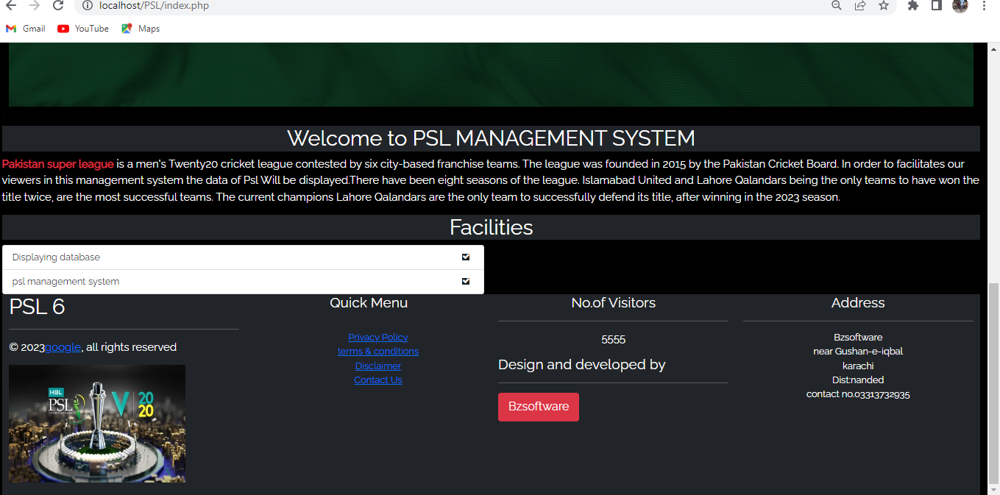 localhost/PSL/index.php
Gmail YouTube Maps
Welcome to PSL MANAGEMENT SYSTEM
Pakistan super league is a men's Twenty20 cricket league contested by six city-based franchise teams. The league was founded in 2015 by the Pakistan Cricket Board. In order to facilitates our
viewers in this management system the data of Psl Will be displayed.There have been eight seasons of the league. Islamabad United and Lahore Qalandars being the only teams to have won the
title twice, are the most successful teams. The current champions Lahore Qalandars are the only team to successfully defend its title, after winning in the 2023 season.
Facilities
Displaying database
psl management system
PSL 6
© 2023google, all rights reserved
HBL
PSL V 20
20
Quick Menu
Privacy Policy
terms & conditions
Disclaimer
Contact Us
No.of Visitors
5555
Design and developed by
Bzsoftware
Address
Bzsoftware
near Gushan-e-iqbal
karachi
Dist:nanded
contact no.03313732935